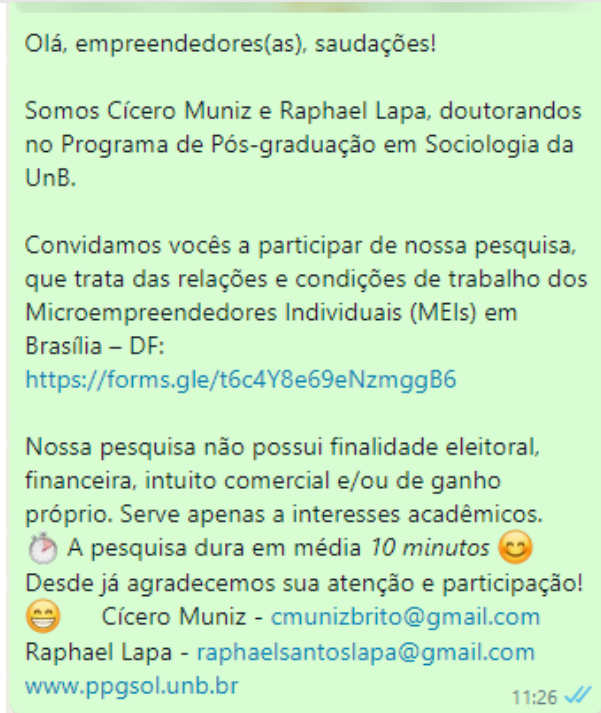 Olá, empreendedores(as), saudações!
Somos Cícero Muniz e Raphael Lapa, doutorandos
no Programa de Pós-graduação em Sociologia da
UnB.
Convidamos vocês a participar de nossa pesquisa,
que trata das relações e condições de trabalho dos
Microempreendedores Individuais (MEIs) em
Brasília – DF:
https://forms.gle/t6c4Y8e69eNzmggB6
Nossa pesquisa não possui finalidade eleitoral,
financeira, intuito comercial e/ou de ganho
próprio. Serve apenas a interesses acadêmicos.
⏱ A pesquisa dura em média 10 minutos 😊
Desde já agradecemos sua atenção e participação!
😁 Cícero Muniz - cmunizbrito@gmail.com
Raphael Lapa - raphaelsantoslapa@gmail.com
www.ppgsol.unb.br
11:26